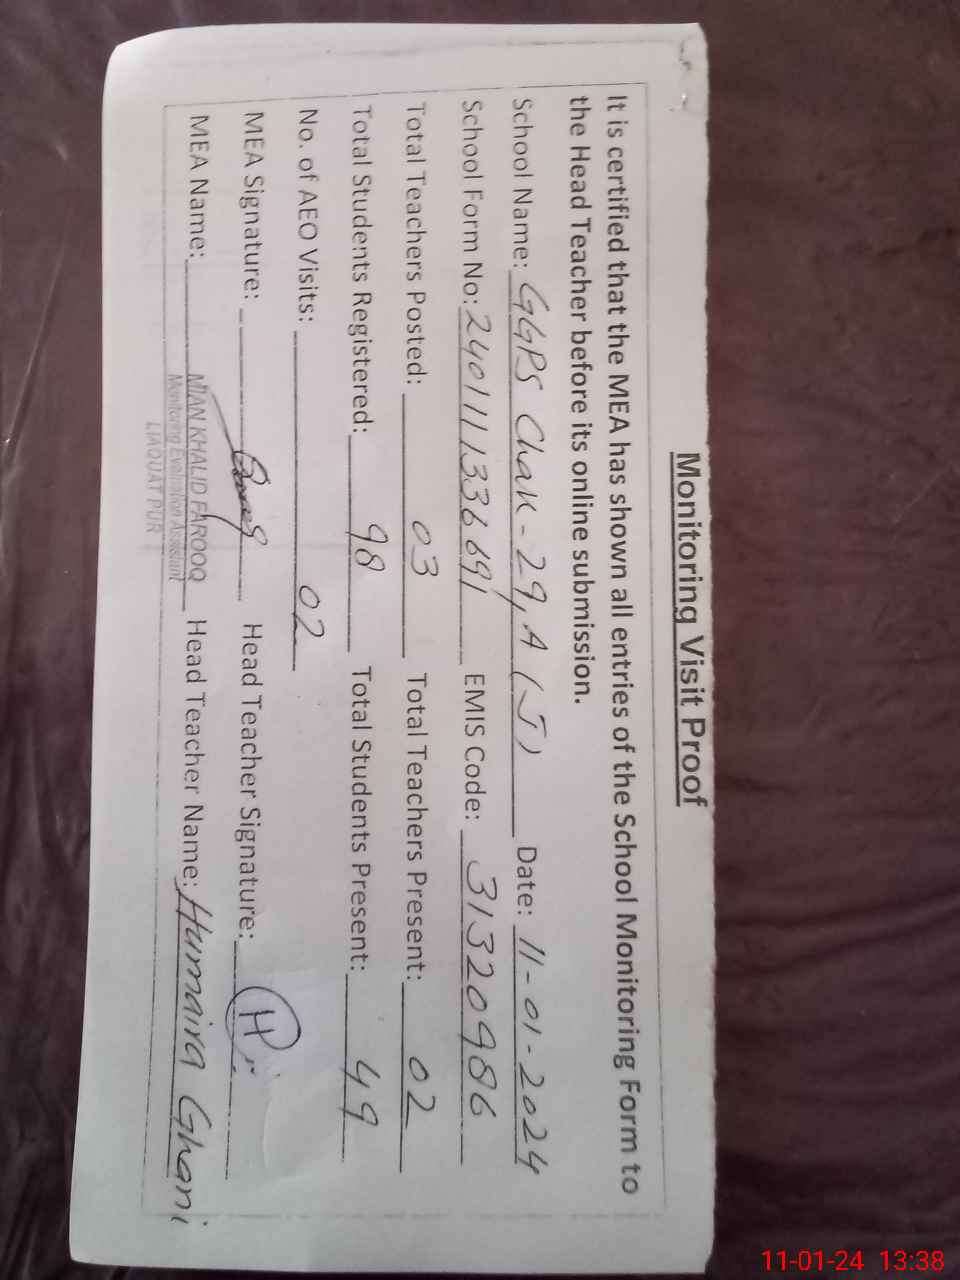 Monitoring Visit Proof
It is certified that the MEA has shown all entries of the School Monitoring Form to
the Head Teacher before its online submission.
School Name: GGPS Chak-29, A (J) Date: 11-01-2024
School Form No: 2401111336691 EMIS Code: 31320986
Total Teachers Posted: 03 Total Teachers Present: 02
Total Students Registered: 98 Total Students Present: 49
No. of AEO Visits: 02
MEA Signature: Head Teacher Signature: H
MEA Name: MIAN KHALID FAROOQ Head Teacher Name: Humaira Ghani
Monitoring Evaluation Assistant
LIAQUAT PUR
11-01-24 13:38